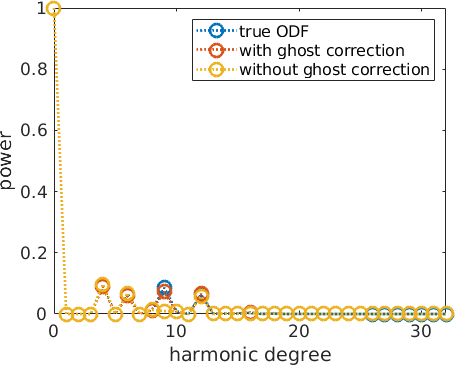 1
true ODF
with ghost correction
without ghost correction
0.8
0.6
power
0.4
0.2
0
0 10 20 30
harmonic degree